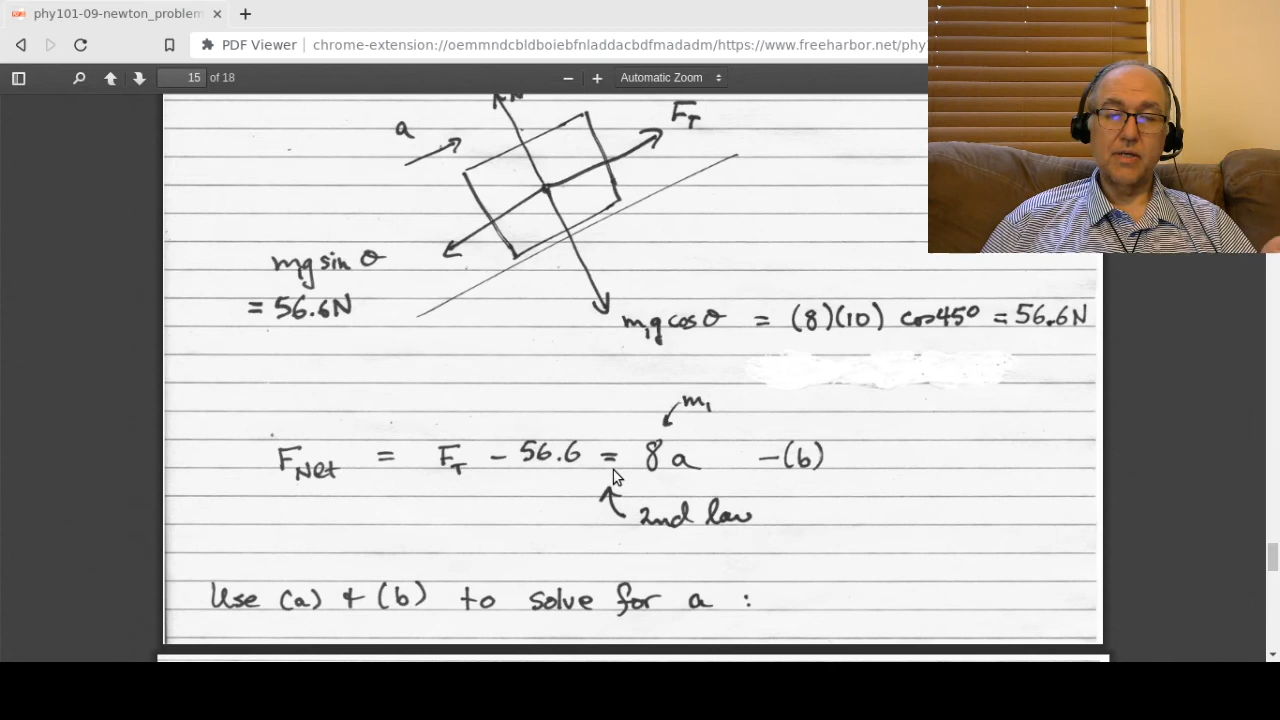 phy101-09-newton_problem
PDF Viewer
chrome-extension://oemmndcbldboiebfnladdacbdfmadadm/https://www.freeharbor.net/phy
15 of 18
Automatic Zoom
N
a
F_T
mg sin θ
= 56.6N
m₁g cos θ = (8)(10) cos45° = 56.6N
m₁
F_Net = F_T - 56.6 = 8a -(b)
2nd law
Use (a) + (b) to solve for a :